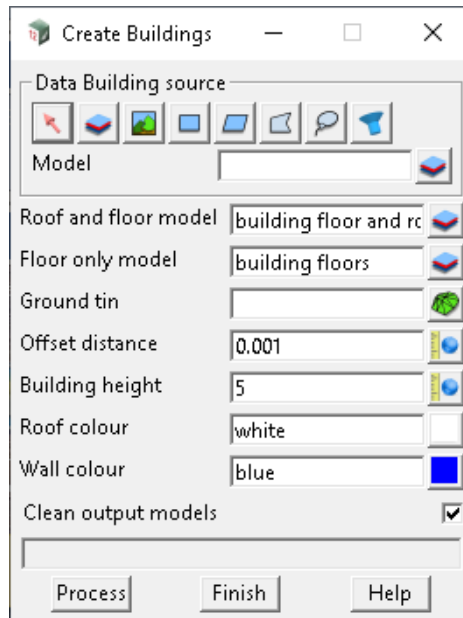 Create Buildings
Data Building source
Model
Roof and floor model building floor and rc
Floor only model building floors
Ground tin
Offset distance 0.001
Building height 5
Roof colour white
Wall colour blue
Clean output models
Process Finish Help